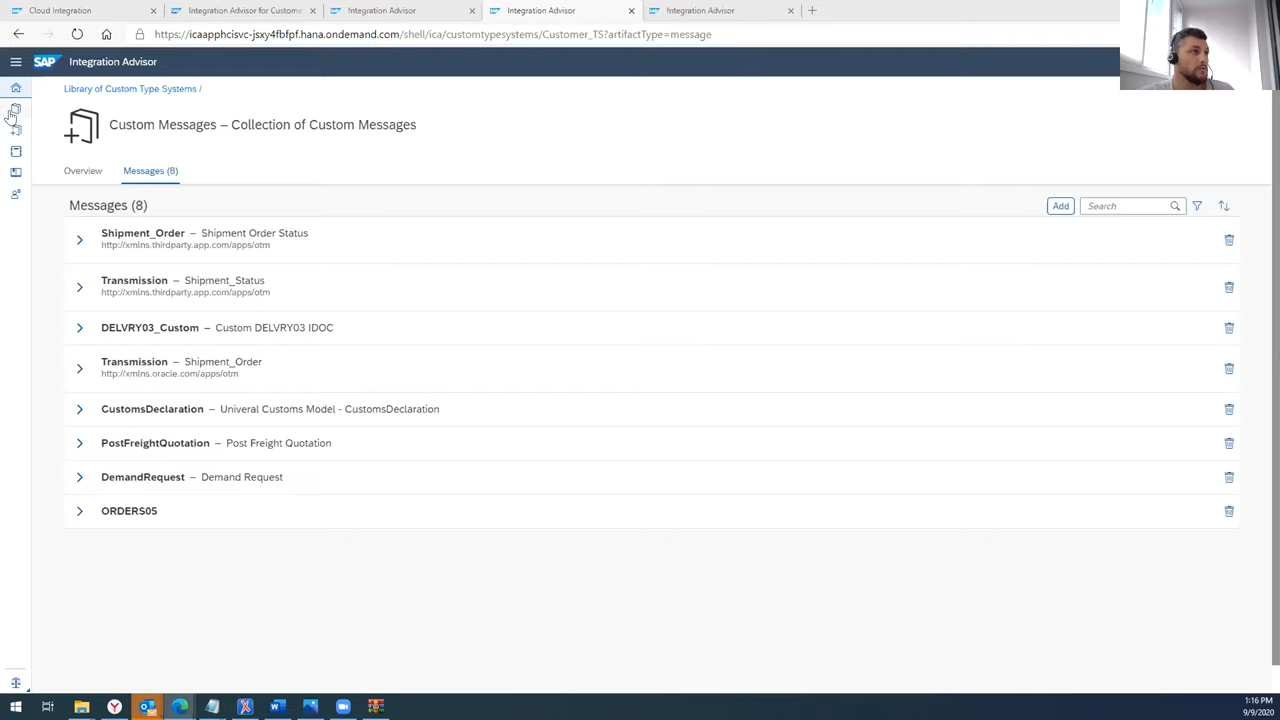 Cloud Integration
Integration Advisor for Custome
Integration Advisor
Integration Advisor
Integration Advisor
https://icaapphcisvc-jsxy4fbfpf.hana.ondemand.com/shell/ica/customtypesystems/Customer_TS?artifactType=message
SAP Integration Advisor
Library of Custom Type Systems /
Custom Messages – Collection of Custom Messages
Overview Messages (8)
Messages (8) Add Search
Shipment_Order – Shipment Order Status
http://xmlns.thirdparty.app.com/apps/otm
Transmission – Shipment_Status
http://xmlns.thirdparty.app.com/apps/otm
DELVRY03_Custom – Custom DELVRY03 IDOC
Transmission – Shipment_Order
http://xmlns.oracle.com/apps/otm
CustomsDeclaration – Univeral Customs Model - CustomsDeclaration
PostFreightQuotation – Post Freight Quotation
DemandRequest – Demand Request
ORDERS05
1:16 PM
9/9/2020